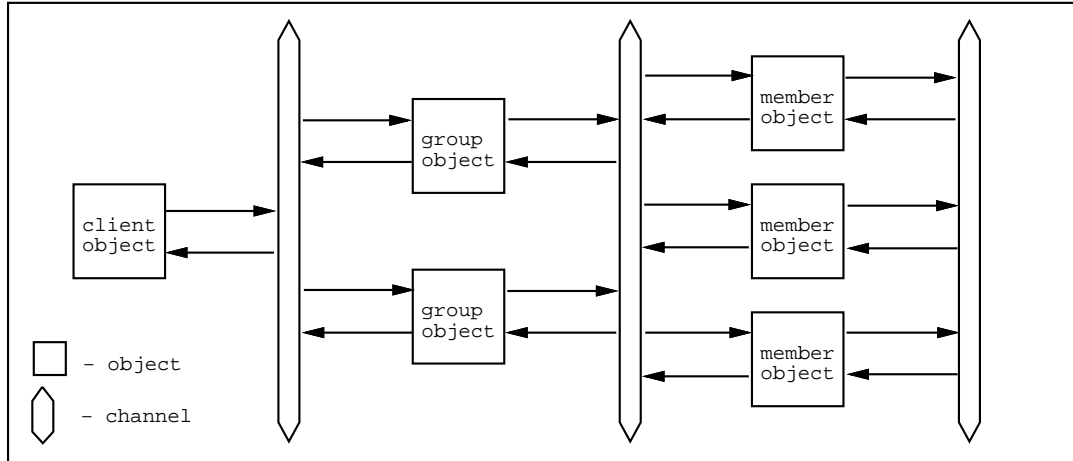 client
object
group
object
group
object
member
object
member
object
member
object
– object
– channel